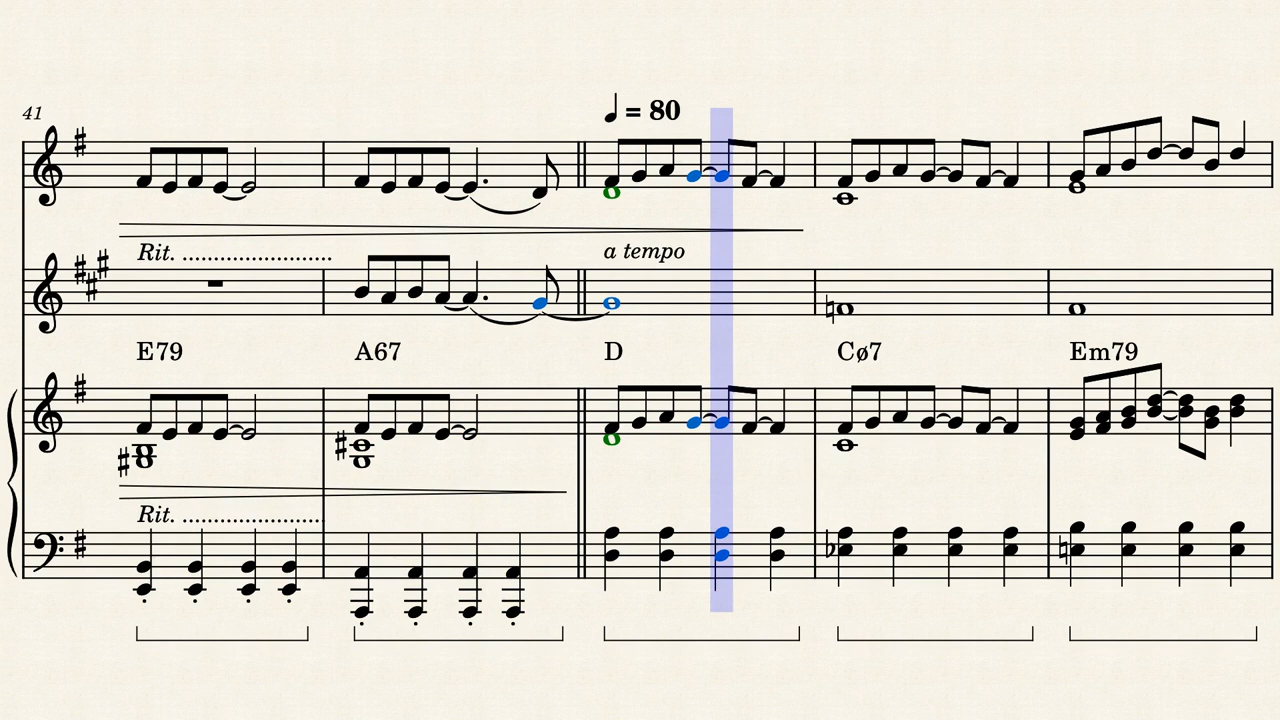 41
♩ = 80
Rit. ..........................
a tempo
E79 A67 D Cø7 Em79
Rit. .........................